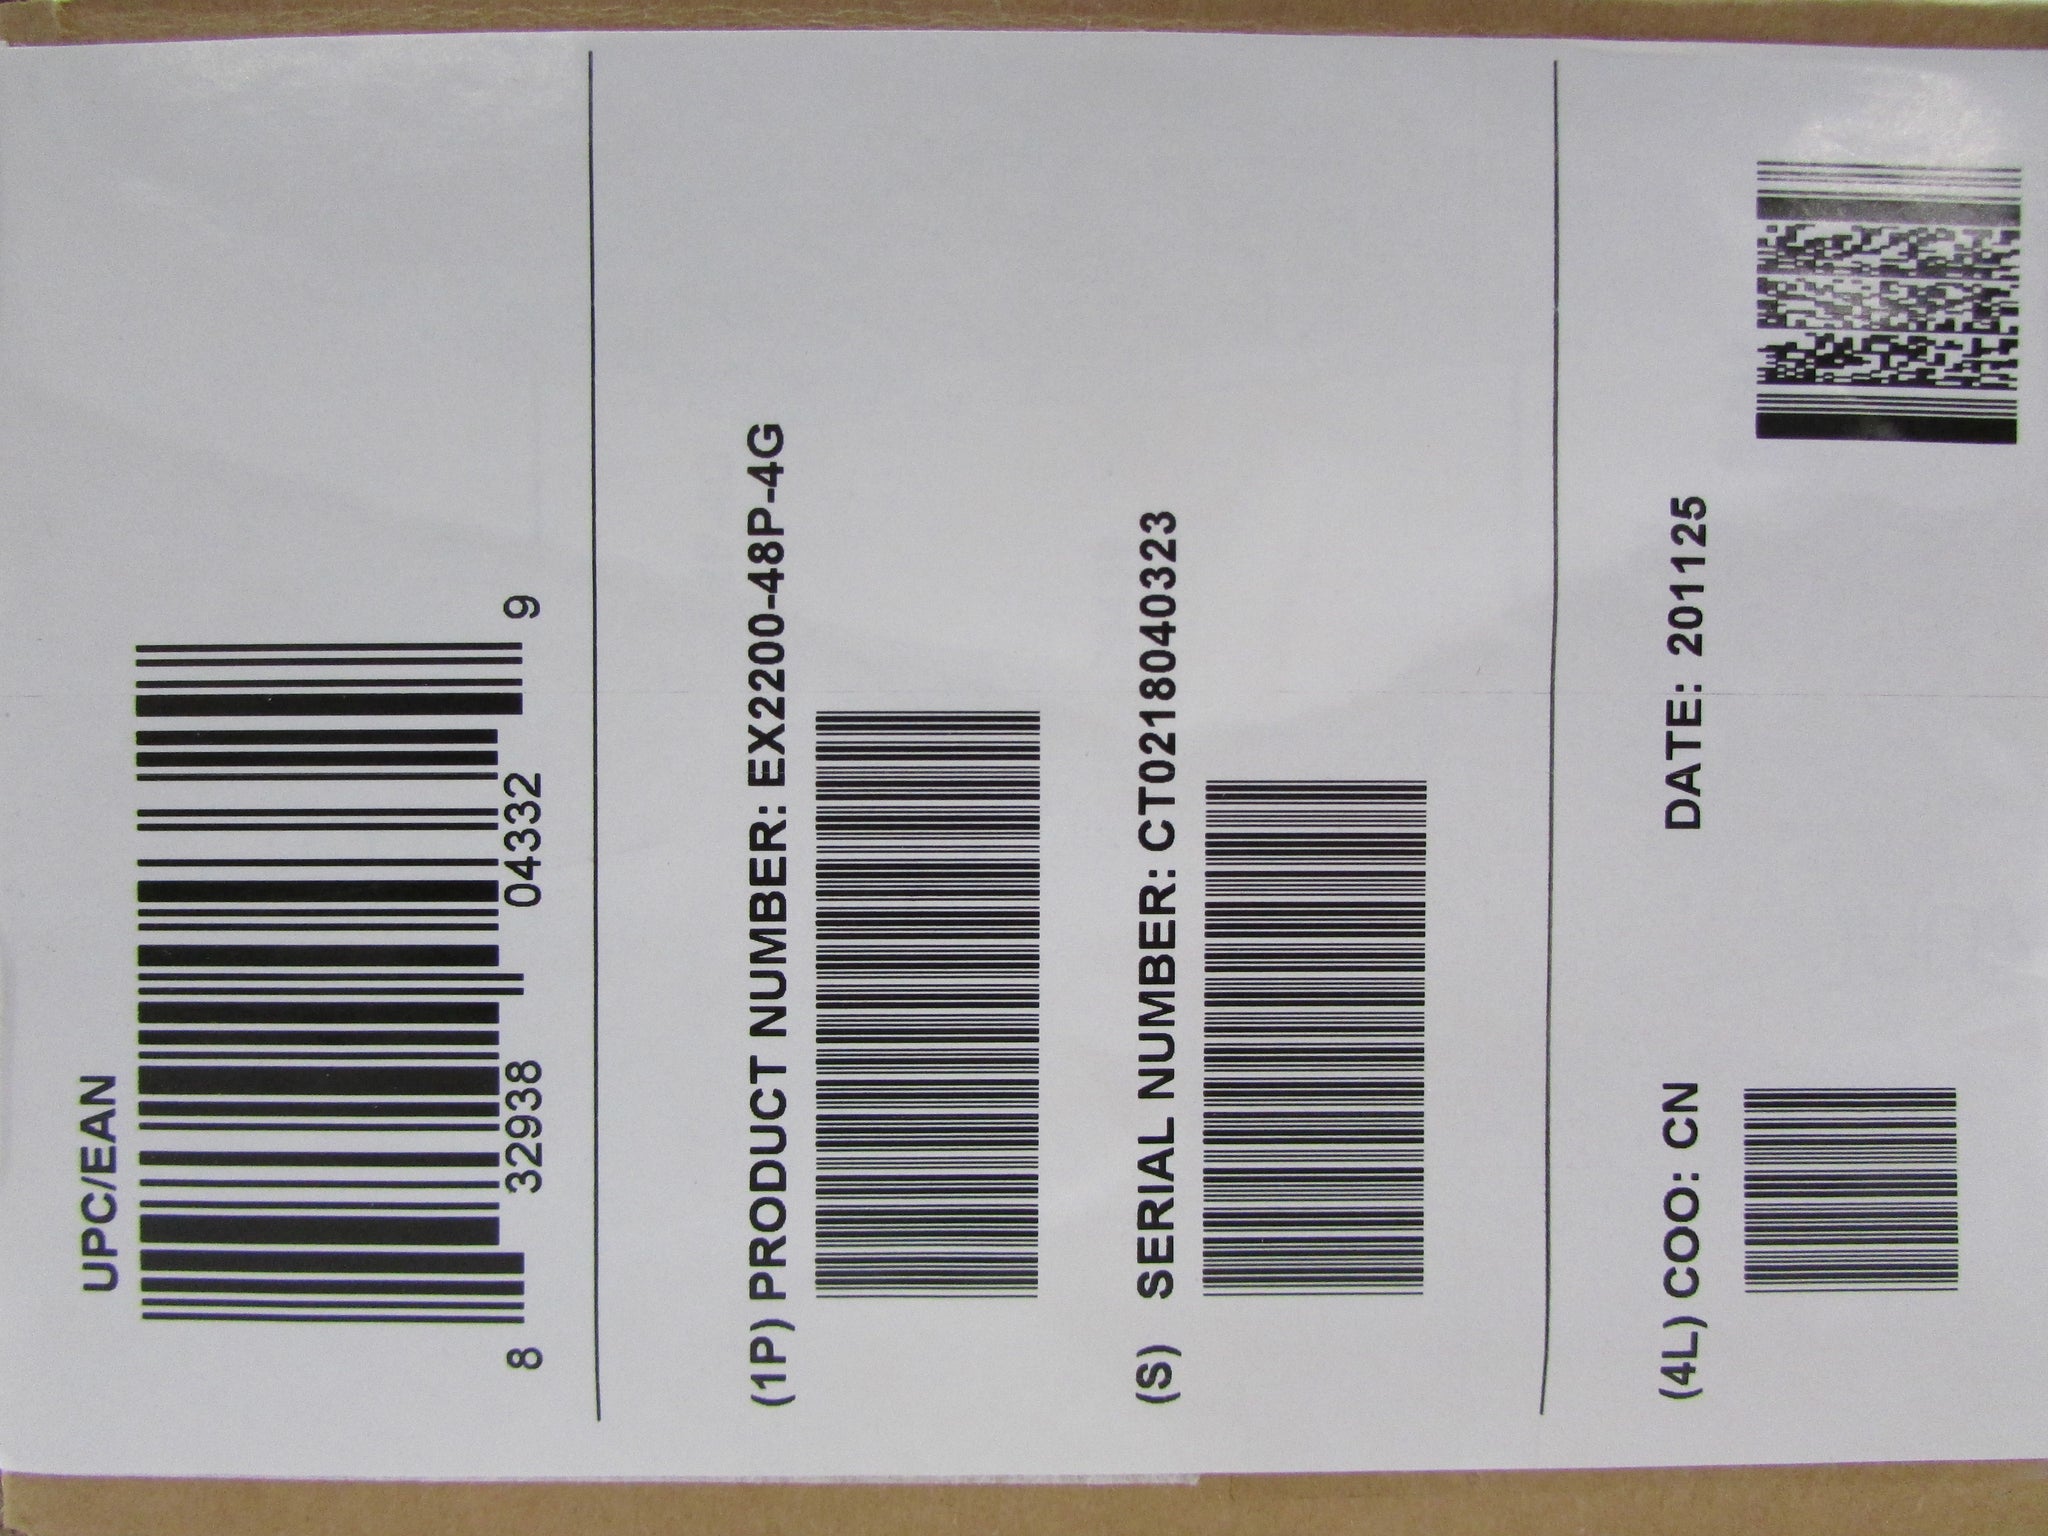 UPC/EAN
8 32938 04332 9
(1P) PRODUCT NUMBER: EX2200-48P-4G
(S) SERIAL NUMBER: CT0218040323
(4L) COO: CN
DATE: 201125